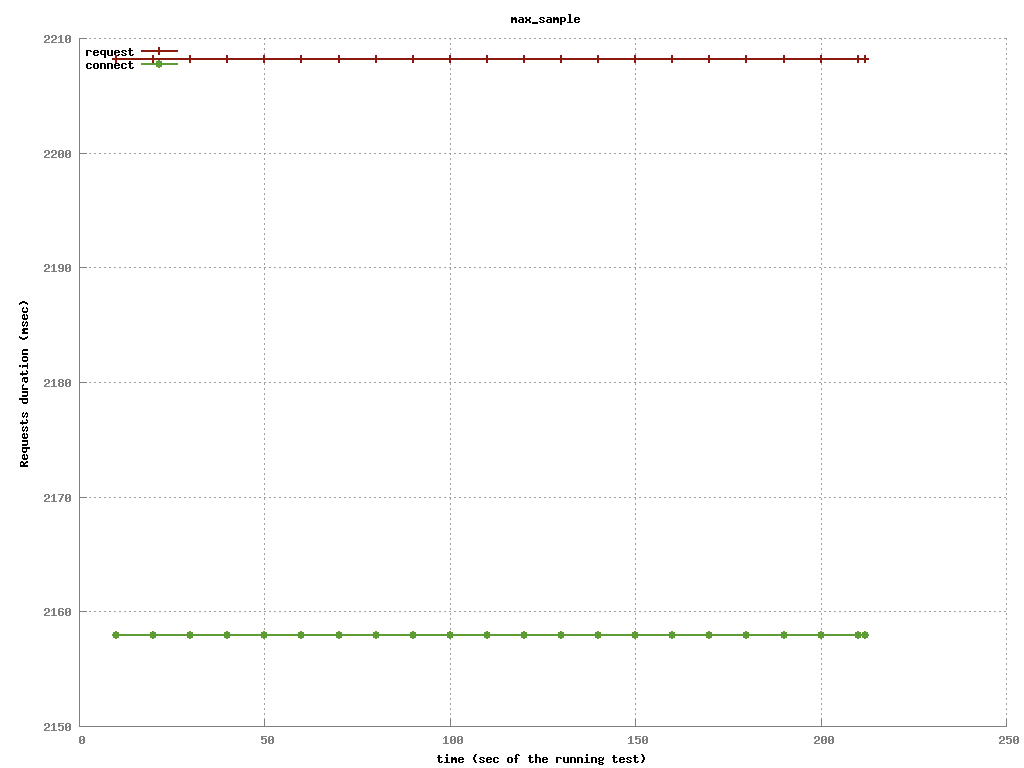 max_sample
2210
request
connect
2200
2190
2180
2170
2160
2150
Requests duration (msec)
0 50 100 150 200 250
time (sec of the running test)